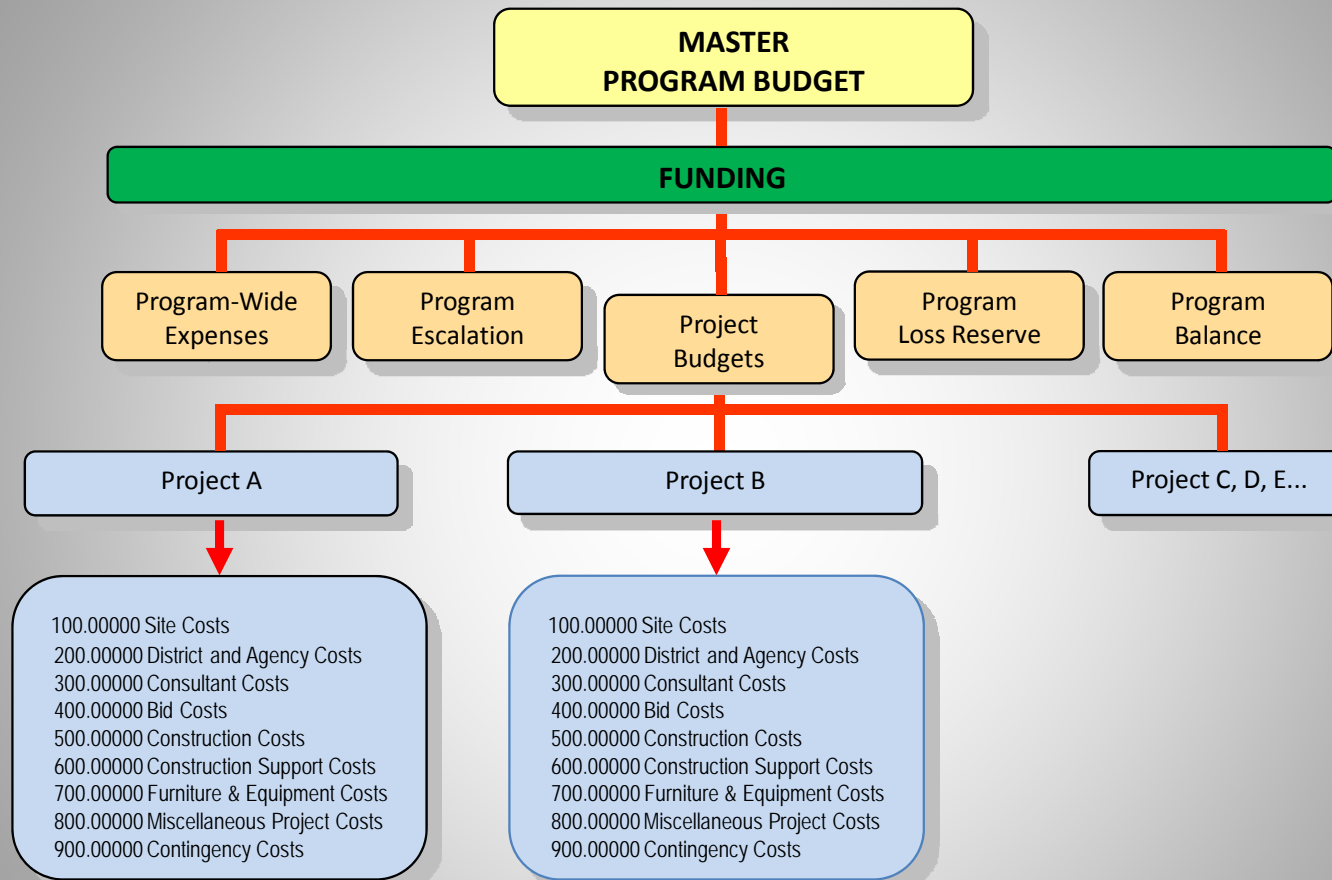 MASTER
PROGRAM BUDGET
FUNDING
Program-Wide
Expenses
Program
Escalation
Project
Budgets
Program
Loss Reserve
Program
Balance
Project A
Project B
Project C, D, E...
100.00000 Site Costs
200.00000 District and Agency Costs
300.00000 Consultant Costs
400.00000 Bid Costs
500.00000 Construction Costs
600.00000 Construction Support Costs
700.00000 Furniture & Equipment Costs
800.00000 Miscellaneous Project Costs
900.00000 Contingency Costs
100.00000 Site Costs
200.00000 District and Agency Costs
300.00000 Consultant Costs
400.00000 Bid Costs
500.00000 Construction Costs
600.00000 Construction Support Costs
700.00000 Furniture & Equipment Costs
800.00000 Miscellaneous Project Costs
900.00000 Contingency Costs